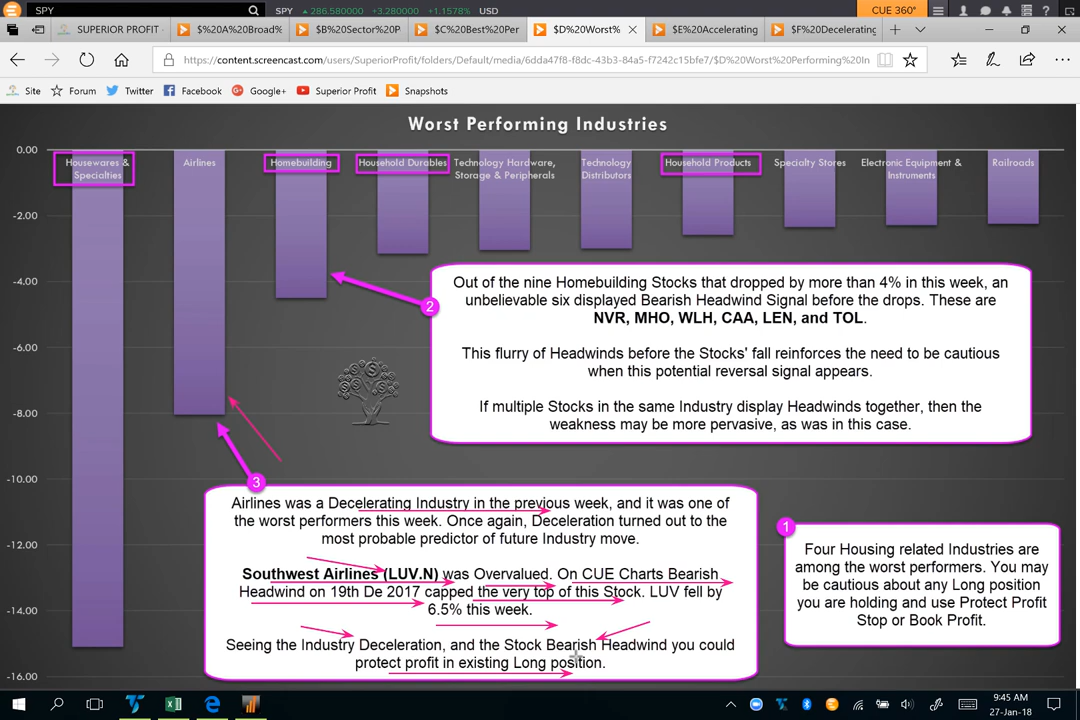 SPY
SPY
286.580000 +3.280000 +1.1578% USD
CUE 360°
SUPERIOR PROFIT
$%20A%20Broad%
$%20B%20Sector%20P
$%20C%20Best%20Per
$%20D%20Worst%
$%20E%20Accelerating
$%20F%20Decelerating
https://content.screencast.com/users/SuperiorProfit/folders/Default/media/6dda47f8-f8dc-43b3-84a5-f7242c15bfe7/$D%20Worst%20Performing%20In
Site
Forum
Twitter
Facebook
Google+
Superior Profit
Snapshots
Worst Performing Industries
0.00
-2.00
-4.00
-6.00
-8.00
-10.00
-12.00
-14.00
-16.00
Housewares &
Specialties
Airlines
Homebuilding
Household Durables
Technology Hardware,
Storage & Peripherals
Technology
Distributors
Household Products
Specialty Stores
Electronic Equipment &
Instruments
Railroads
2
Out of the nine Homebuilding Stocks that dropped by more than 4% in this week, an
unbelievable six displayed Bearish Headwind Signal before the drops. These are
NVR, MHO, WLH, CAA, LEN, and TOL.
This flurry of Headwinds before the Stocks' fall reinforces the need to be cautious
when this potential reversal signal appears.
If multiple Stocks in the same Industry display Headwinds together, then the
weakness may be more pervasive, as was in this case.
3
Airlines was a Decelerating Industry in the previous week, and it was one of
the worst performers this week. Once again, Deceleration turned out to the
most probable predictor of future Industry move.
Southwest Airlines (LUV.N) was Overvalued. On CUE Charts Bearish
Headwind on 19th De 2017 capped the very top of this Stock. LUV fell by
6.5% this week.
Seeing the Industry Deceleration, and the Stock Bearish Headwind you could
protect profit in existing Long position.
1
Four Housing related Industries are
among the worst performers. You may
be cautious about any Long position
you are holding and use Protect Profit
Stop or Book Profit.
9:45 AM
27-Jan-18